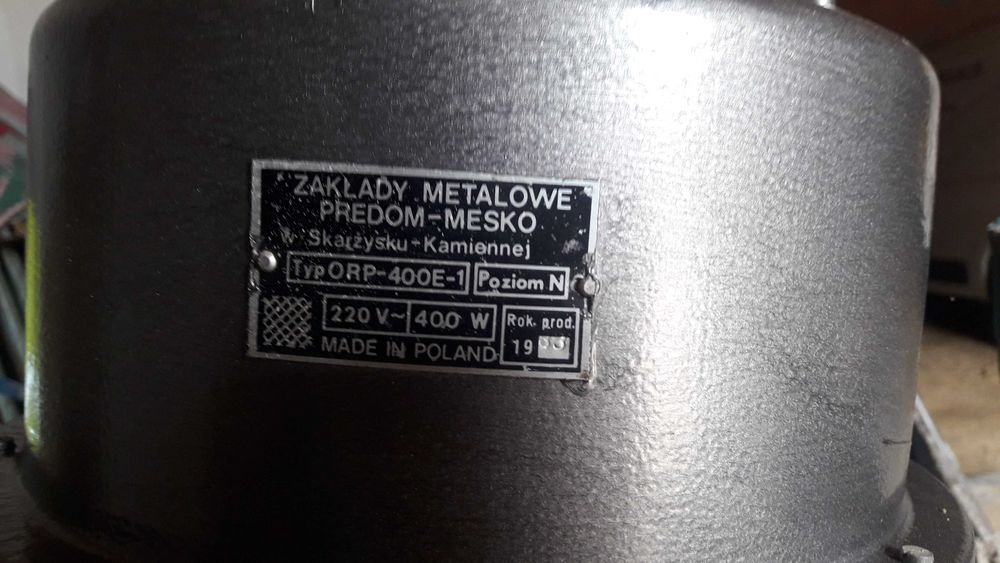 ZAKŁADY METALOWE
PREDOM-MESKO
w Skarżysku-Kamiennej
Typ ORP-400E-1 Poziom N
220 V~ 400 W Rok prod.
19
MADE IN POLAND